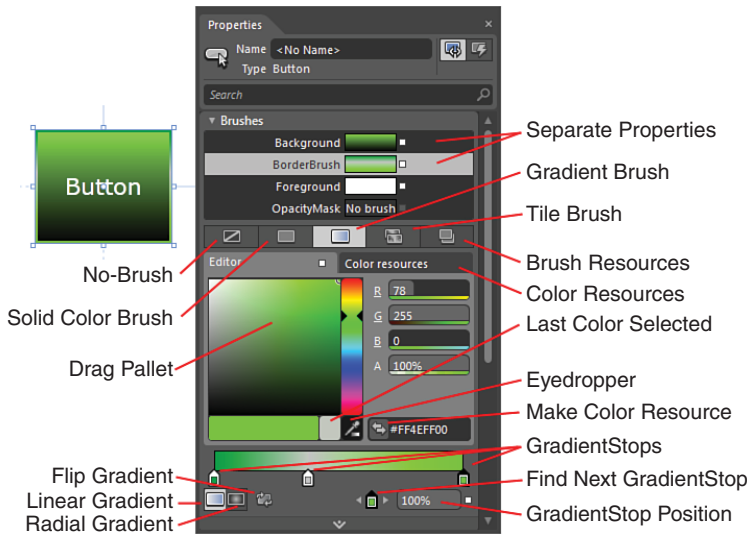 Properties
×
Name <No Name>
Type Button
Search
Brushes
Background
BorderBrush
Foreground
OpacityMask No brush
Editor
Color resources
R 78
G 255
B 0
A 100%
#FF4EFF00
100%
Button
No-Brush
Solid Color Brush
Drag Pallet
Flip Gradient
Linear Gradient
Radial Gradient
Separate Properties
Gradient Brush
Tile Brush
Brush Resources
Color Resources
Last Color Selected
Eyedropper
Make Color Resource
GradientStops
Find Next GradientStop
GradientStop Position